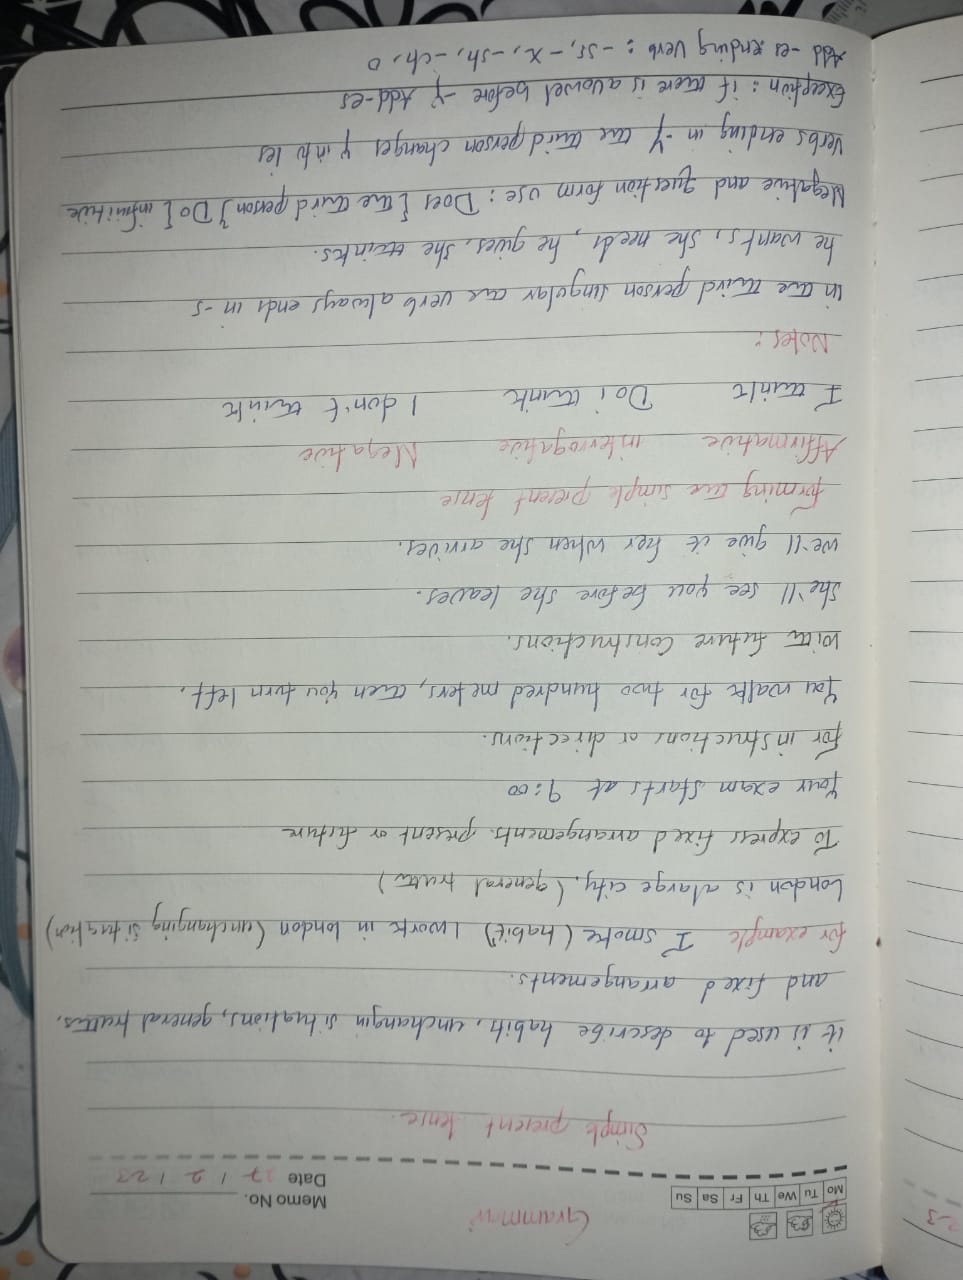 Grammar
Mo Tu We Th Fr Sa Su
Memo No.
Date 27 / 2 / 23
Simple present tense.
it is used to describe habits, unchangin situations, general truths,
and fixed arrangements.
for example I smoke (habit) I work in london (unchanging situation)
London is a large city. (general truth)
To express fixed arrangements. present or future
Your exam starts at 9:00
for instructions or directions.
You walk for two hundred meters, then you turn left.
with future constructions.
She'll see you before she leaves.
we'll give it her when she arrives.
forming the simple present tense
Affirmative interrogative Negative
I think Do i think I don't think
Notes:
in the third person singular the verb always ends in -s
he wants, she needs, he gives, she thinks.
Negative and Question form use: Does [the third person] Do [infinitive
Verbs ending in -y the third person changes y into ies
Exception: if there is a vowel before -y Add-es
Add -es ending verb: -ss, -x, -sh, -ch, o